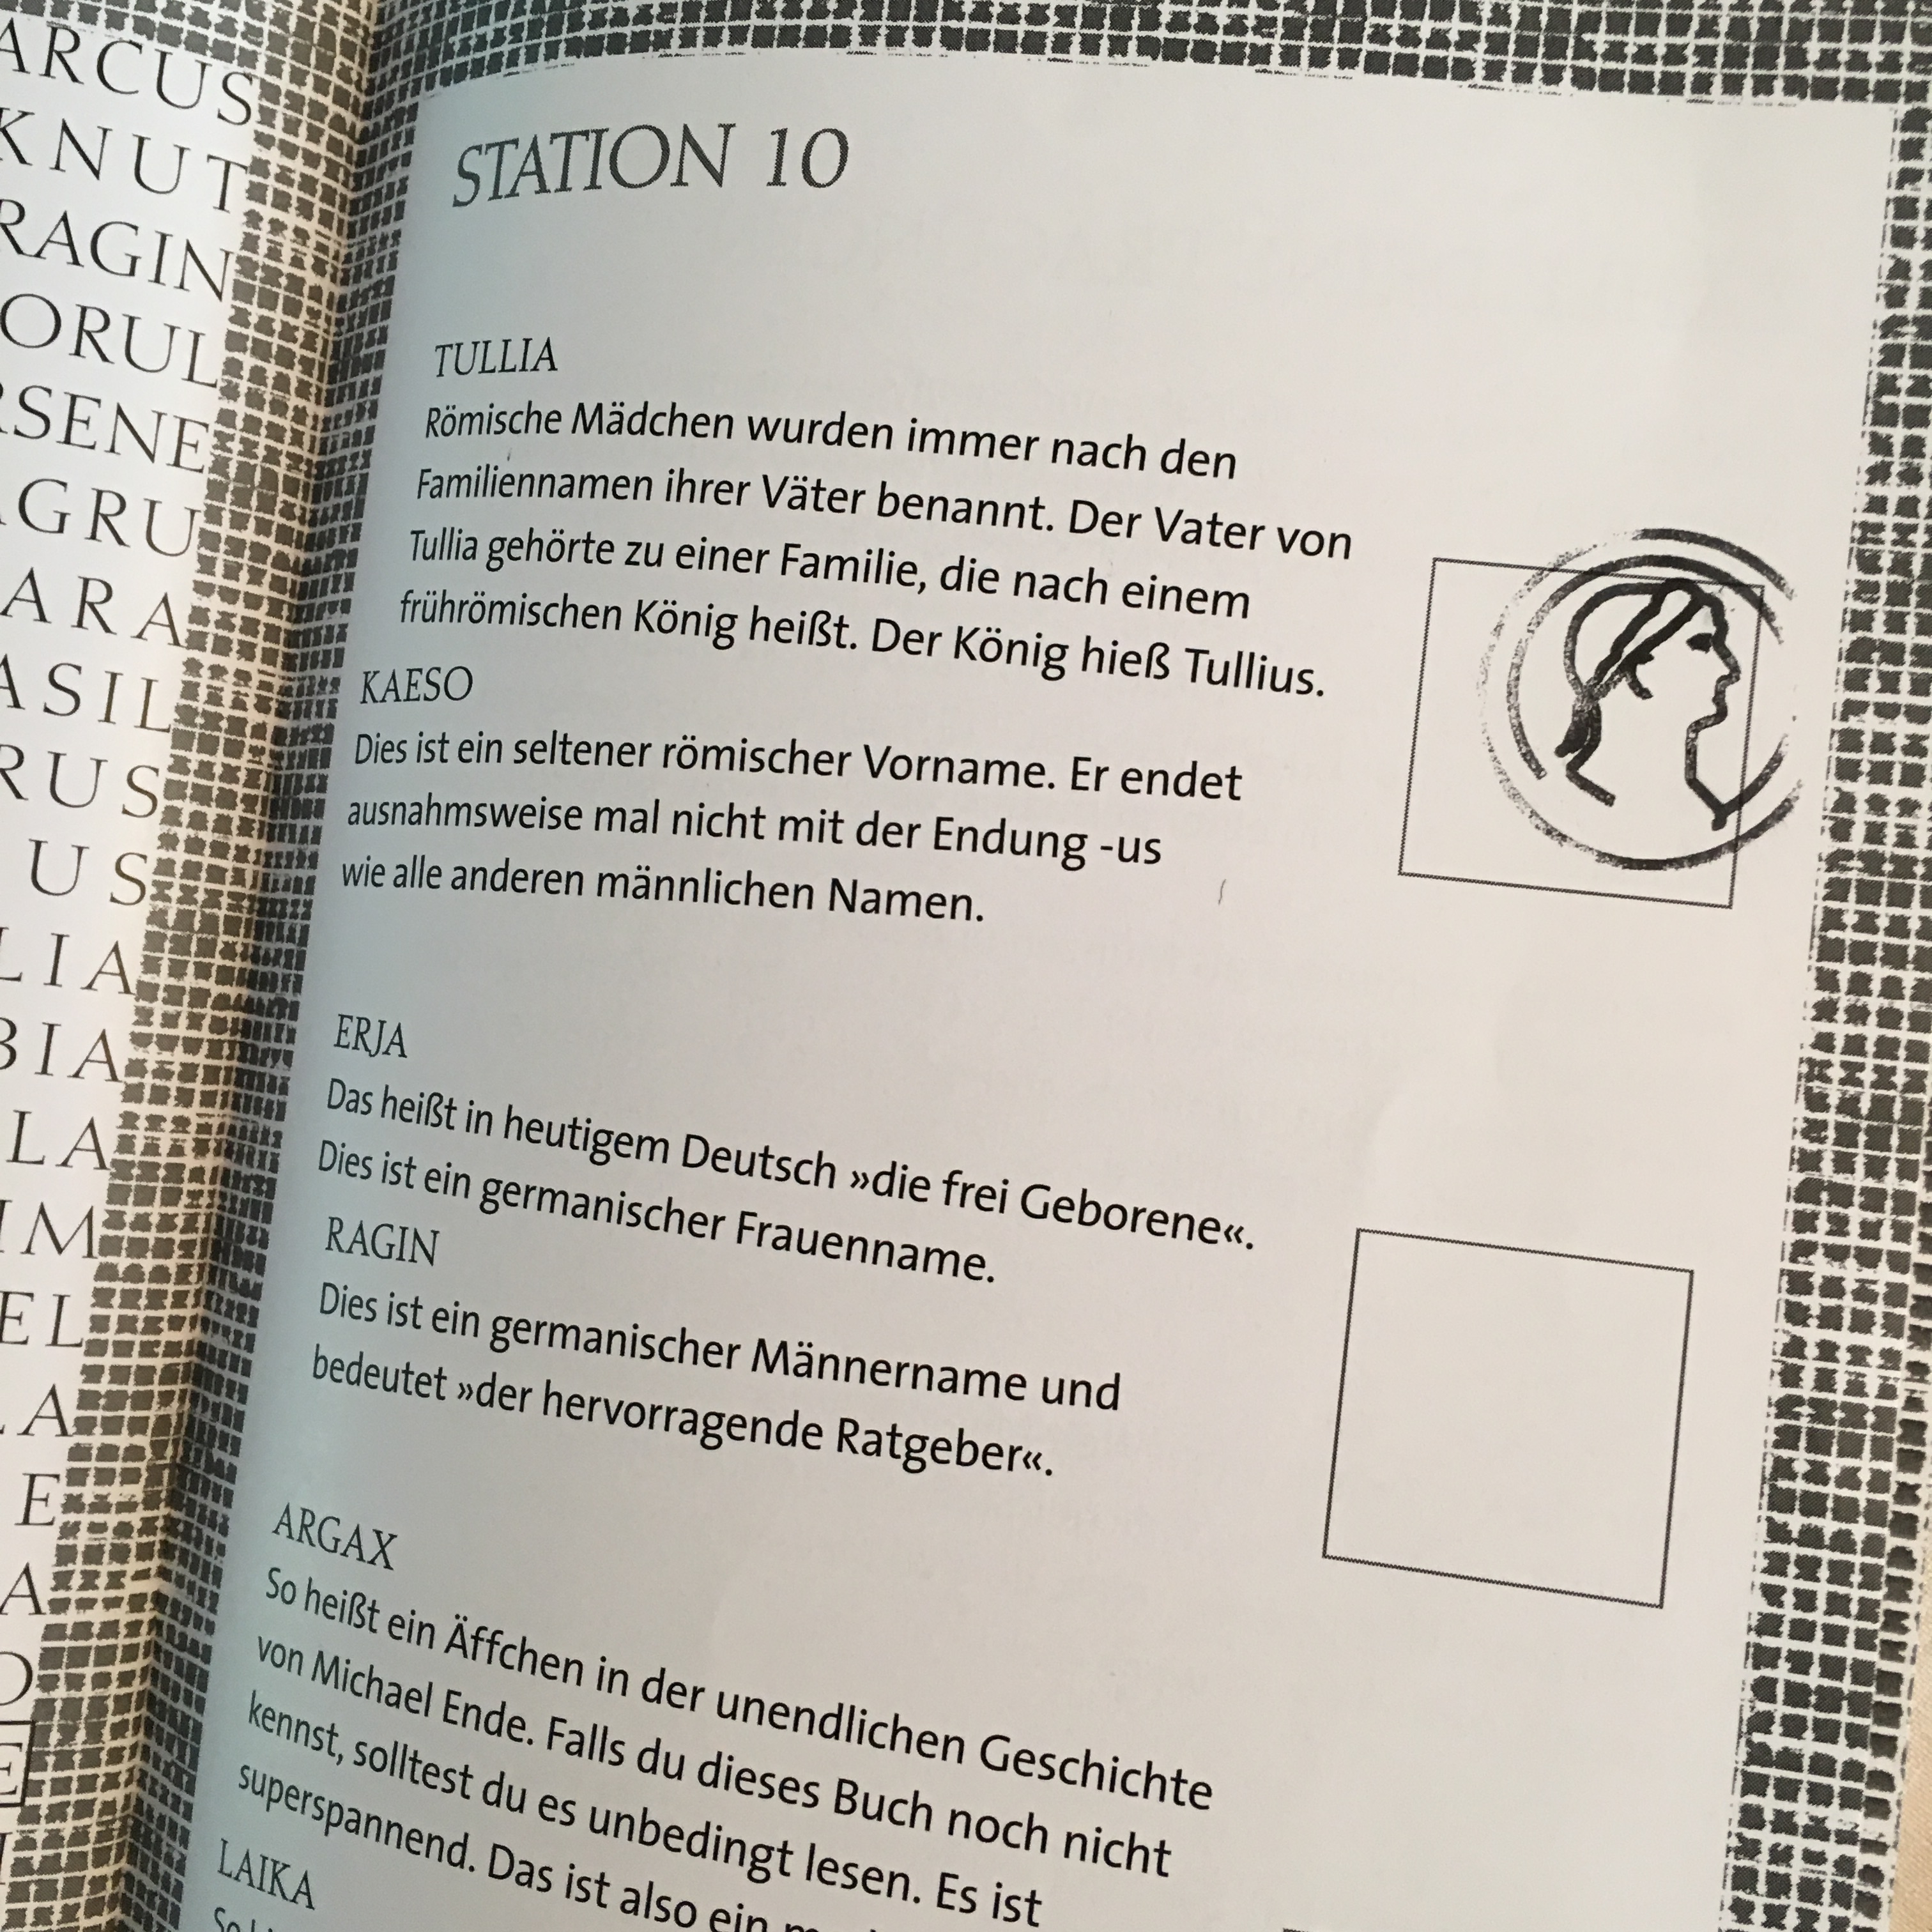 ARCUS
KNUT
RAGIN
ORUL
RSENE
AGRU
ARA
ASIL
RUS
US
LIA
BIA
LA
IM
EL
LA
E
A
O
E
STATION 10
TULLIA
Römische Mädchen wurden immer nach den
Familiennamen ihrer Väter benannt. Der Vater von
Tullia gehörte zu einer Familie, die nach einem
frührömischen König heißt. Der König hieß Tullius.
KAESO
Dies ist ein seltener römischer Vorname. Er endet
ausnahmsweise mal nicht mit der Endung -us
wie alle anderen männlichen Namen.
ERJA
Das heißt in heutigem Deutsch »die frei Geborene«.
Dies ist ein germanischer Frauenname.
RAGIN
Dies ist ein germanischer Männername und
bedeutet »der hervorragende Ratgeber«.
ARGAX
So heißt ein Äffchen in der unendlichen Geschichte
von Michael Ende. Falls du dieses Buch noch nicht
kennst, solltest du es unbedingt lesen. Es ist
superspannend. Das ist also ein
LAIKA
So